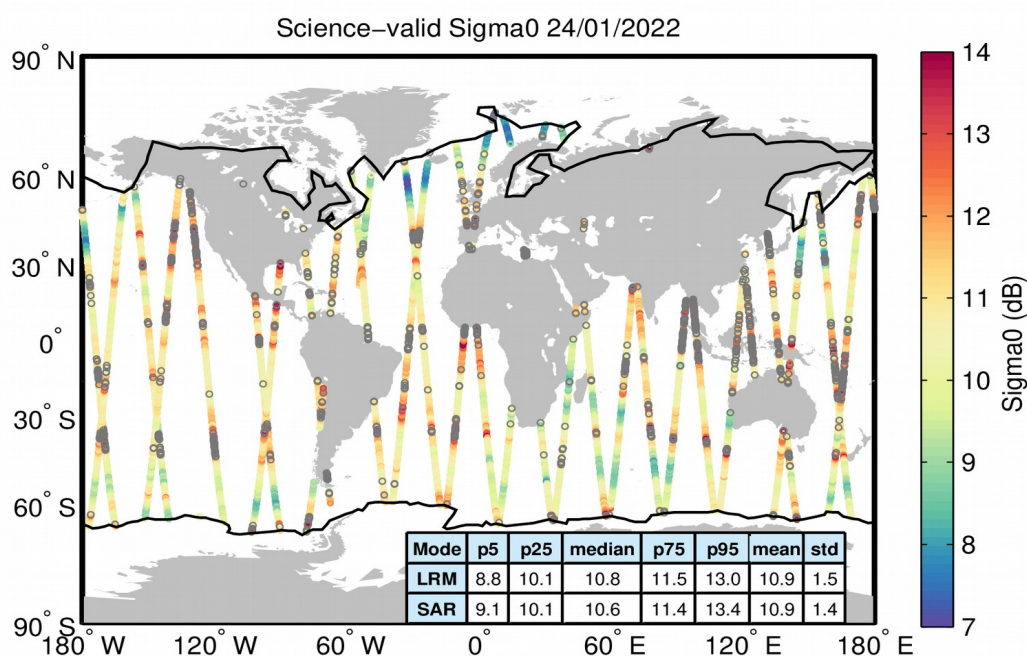 Science−valid Sigma0 24/01/2022
90° N
60° N
30° N
0°
30° S
60° S
90° S
180° W
120° W
60° W
0°
60° E
120° E
180° E
Mode p5 p25 median p75 p95 mean std
LRM 8.8 10.1 10.8 11.5 13.0 10.9 1.5
SAR 9.1 10.1 10.6 11.4 13.4 10.9 1.4
14
13
12
11
10
9
8
7
Sigma0 (dB)